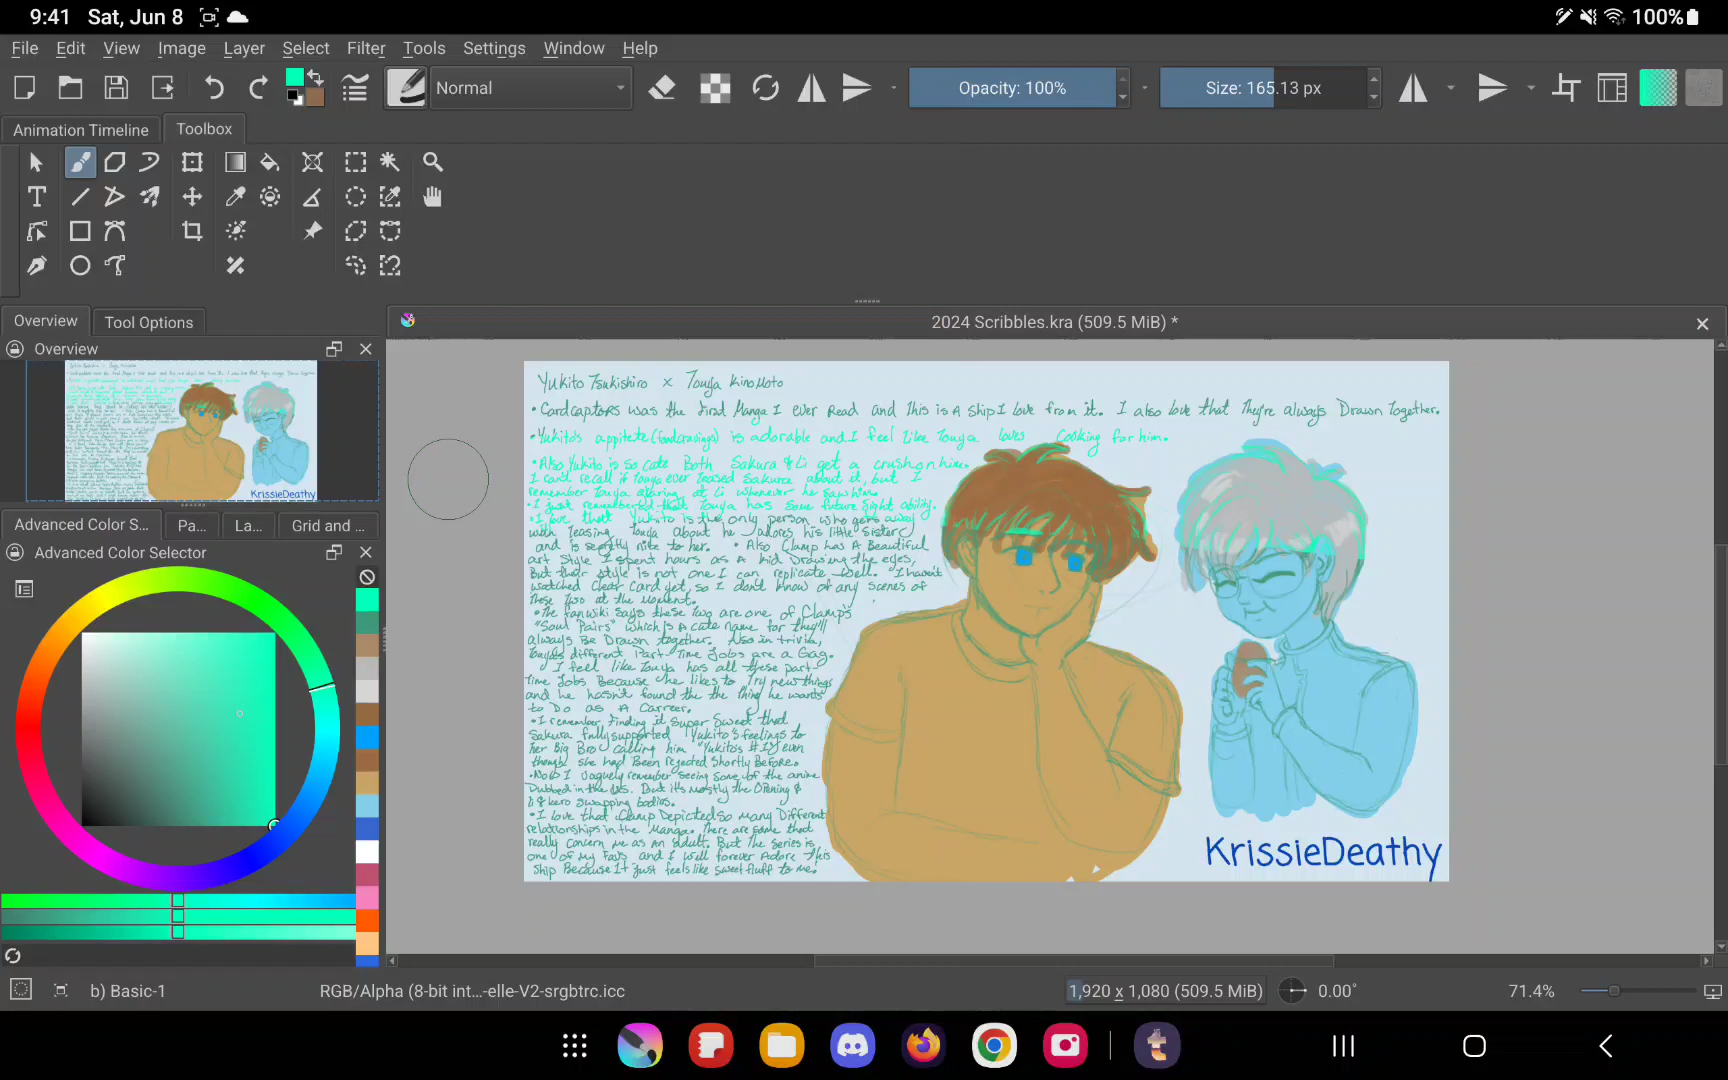 9:41 Sat, Jun 8
100%
File Edit View Image Layer Select Filter Tools Settings Window Help
Normal
Opacity: 100%
Size: 165.13 px
Animation Timeline
Toolbox
Overview
Tool Options
2024 Scribbles.kra (509.5 MiB) *
Overview
Yukito Tsukishiro x Touya Kinomoto
• Cardcaptors was the first Manga I Ever Read and This is A ship I love from it. I also love that They're always Drawn Together.
• Yukito's appitete (food cravings) is adorable and I feel like Touya loves Cooking for him.
• Also Yukito is so cute Both Sakura & Li get a crush on him.
I can't recall if Touya ever Teased Sakura about it, but I
remember Touya glaring at Li whenever he saw him.
• I just remembered that Touya has some future sight ability.
• I love that Yukito is the only person who gets away
with Teasing Touya about he adores his little sister
and is secretly nice to her. • Also Clamp has A Beautiful
art Style I spent hours as A kid Drawing the eyes,
But their style is not one I can replicate well. • I haven't
watched Clear Card yet, so I don't know of any scenes of
These Two at the moment.
• The fan wiki says these Two are one of Clamp's
"Soul Pairs" which is A cute name for they'll
always Be Drawn together. Also in trivia,
Touya's different Part-Time Jobs are a Gag.
I feel like Touya has all these part-
Time Jobs Because he likes to Try new things
and he hasn't found the the thing he wants
to Do as A Career.
• I remember, finding it Super Sweet that
Sakura fully supported Yukito's feelings to
her Big Bro calling him "Yukito's #1" even
though she had Been rejected shortly Before.
• I vaguely remember seeing some of the anime
Dubbed in the U.S. But it's mostly the Opening &
Li & Kero swapping bodies.
• I love that Clamp Depicted so Many Different
relationships in the Manga. There are some that
really concern me as An adult. But The series is
one of my Favs and I will forever Adore This
ship Because It just feels like sweet fluff to me!
KrissieDeathy
Advanced Color S...
Pa...
La...
Grid and ...
Advanced Color Selector
b) Basic-1
RGB/Alpha (8-bit int...-elle-V2-srgbtrc.icc
1,920 x 1,080 (509.5 MiB)
0.00°
71.4%